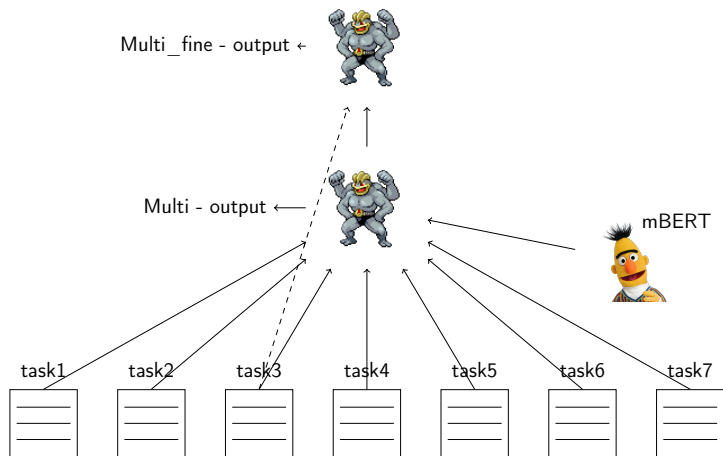 Multi_fine - output
Multi - output
mBERT
task1
task2
task3
task4
task5
task6
task7